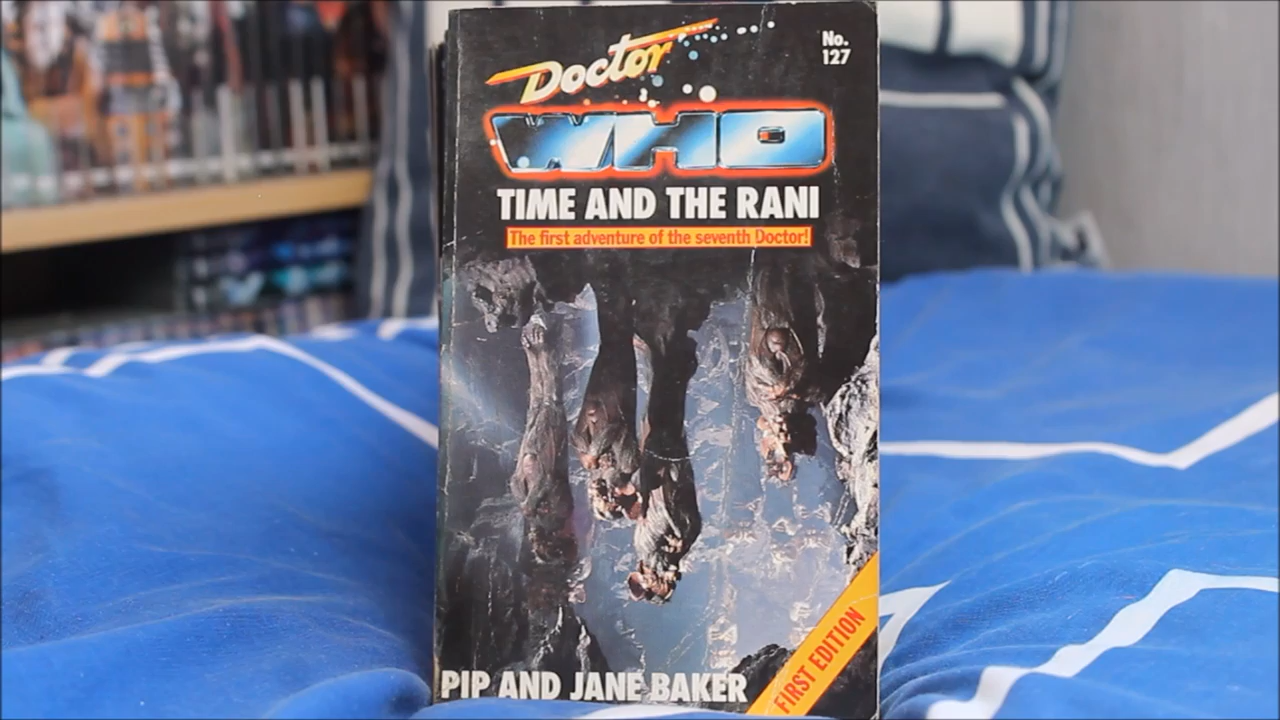 Doctor
WHO
No.
127
TIME AND THE RANI
The first adventure of the seventh Doctor!
PIP AND JANE BAKER
FIRST EDITION